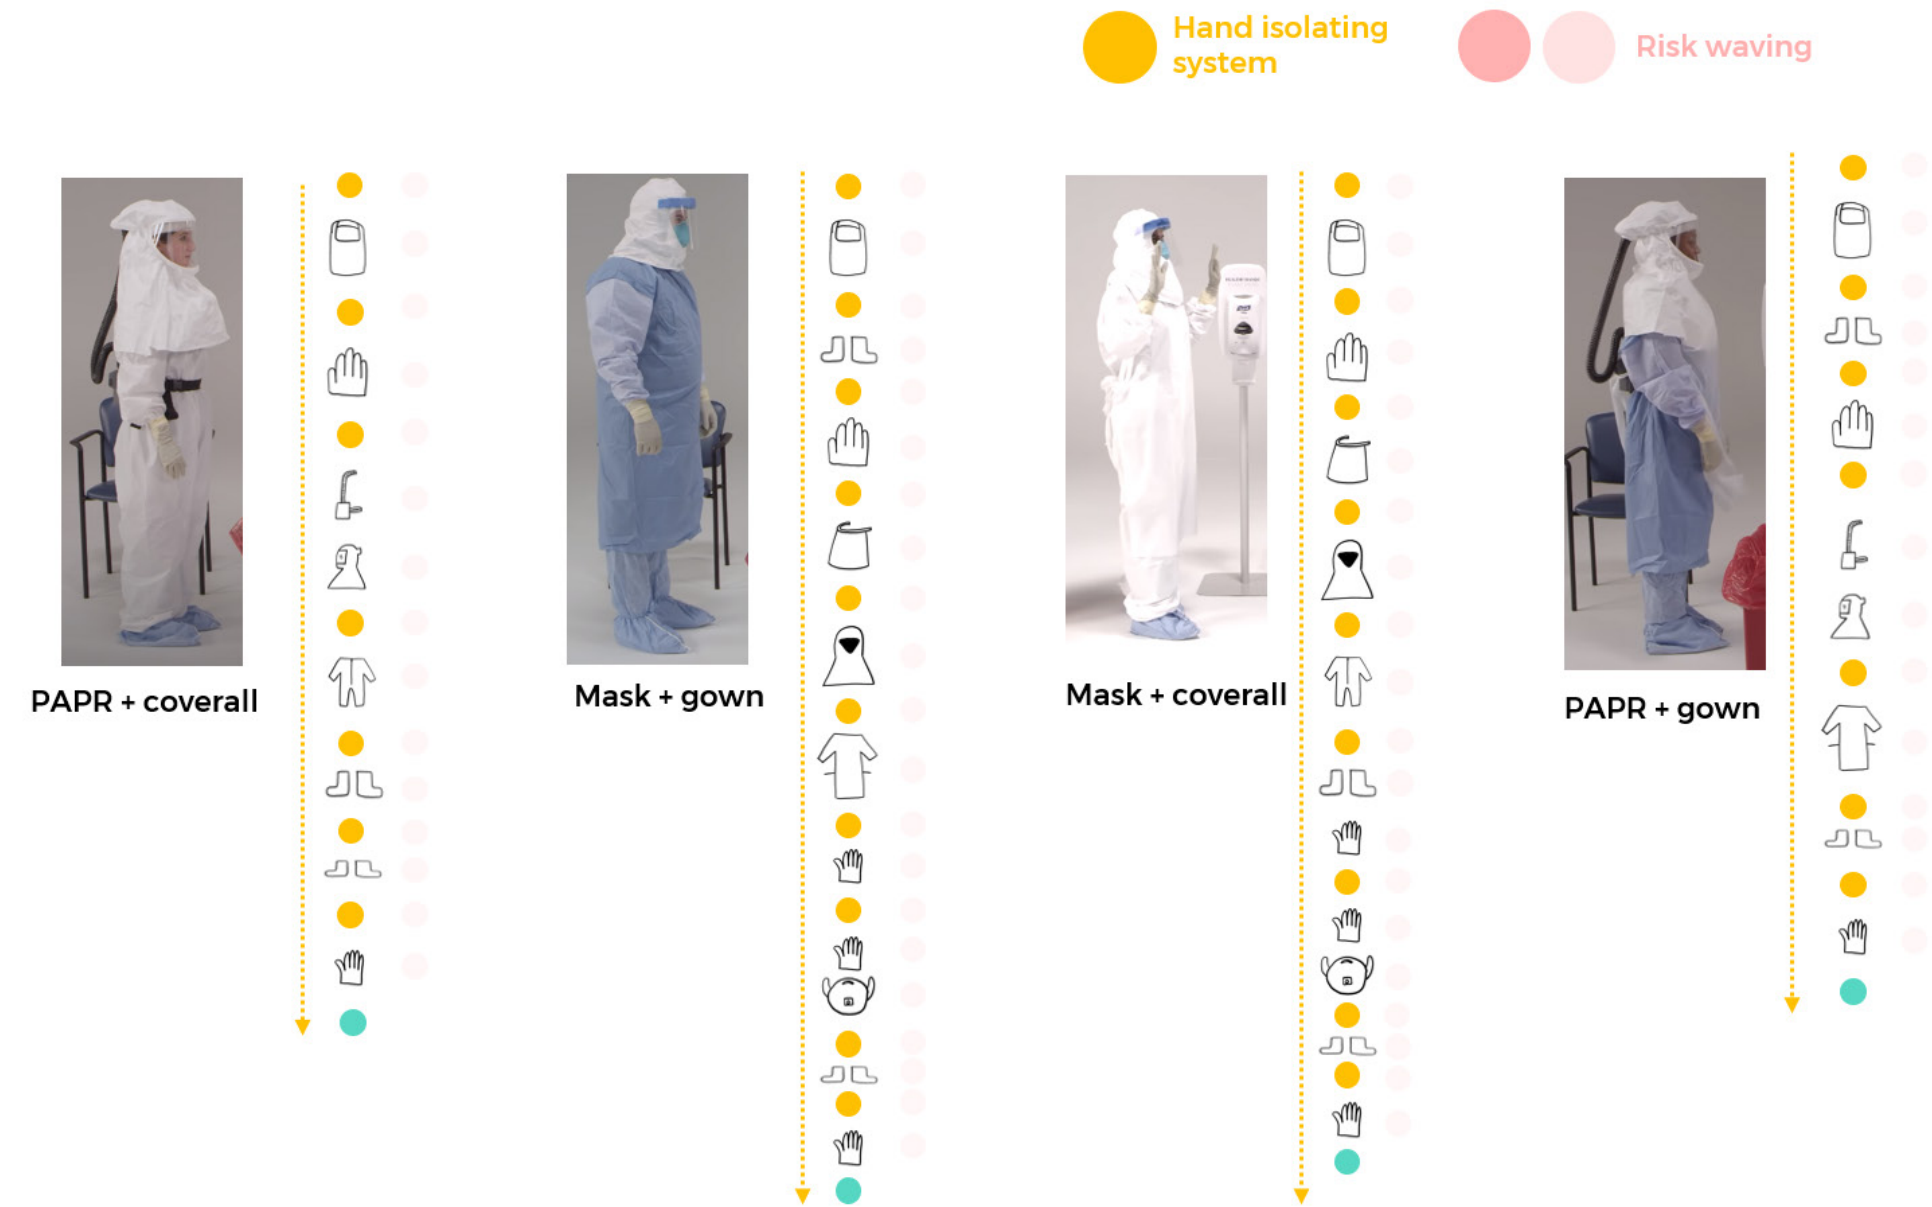 Hand isolating
system
Risk waving
PAPR + coverall
Mask + gown
Mask + coverall
PAPR + gown